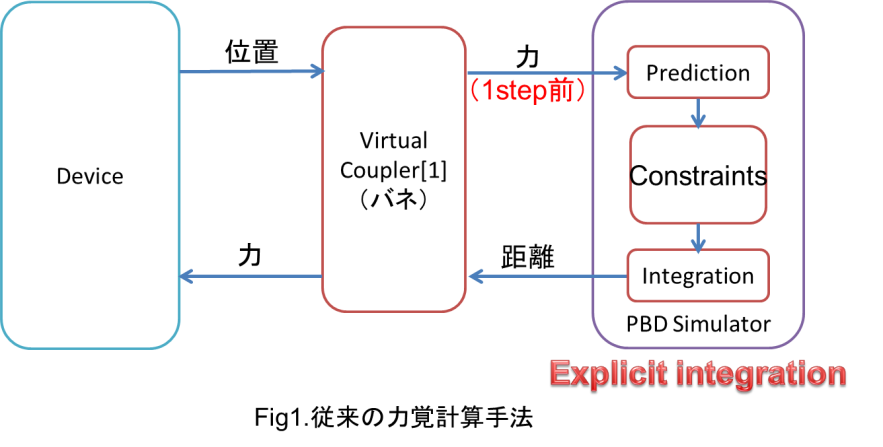 位置
力
(1step前)
Prediction
Device
Virtual
Coupler[1]
(バネ)
Constraints
力
距離
Integration
PBD Simulator
Explicit integration
Fig1.従来の力覚計算手法